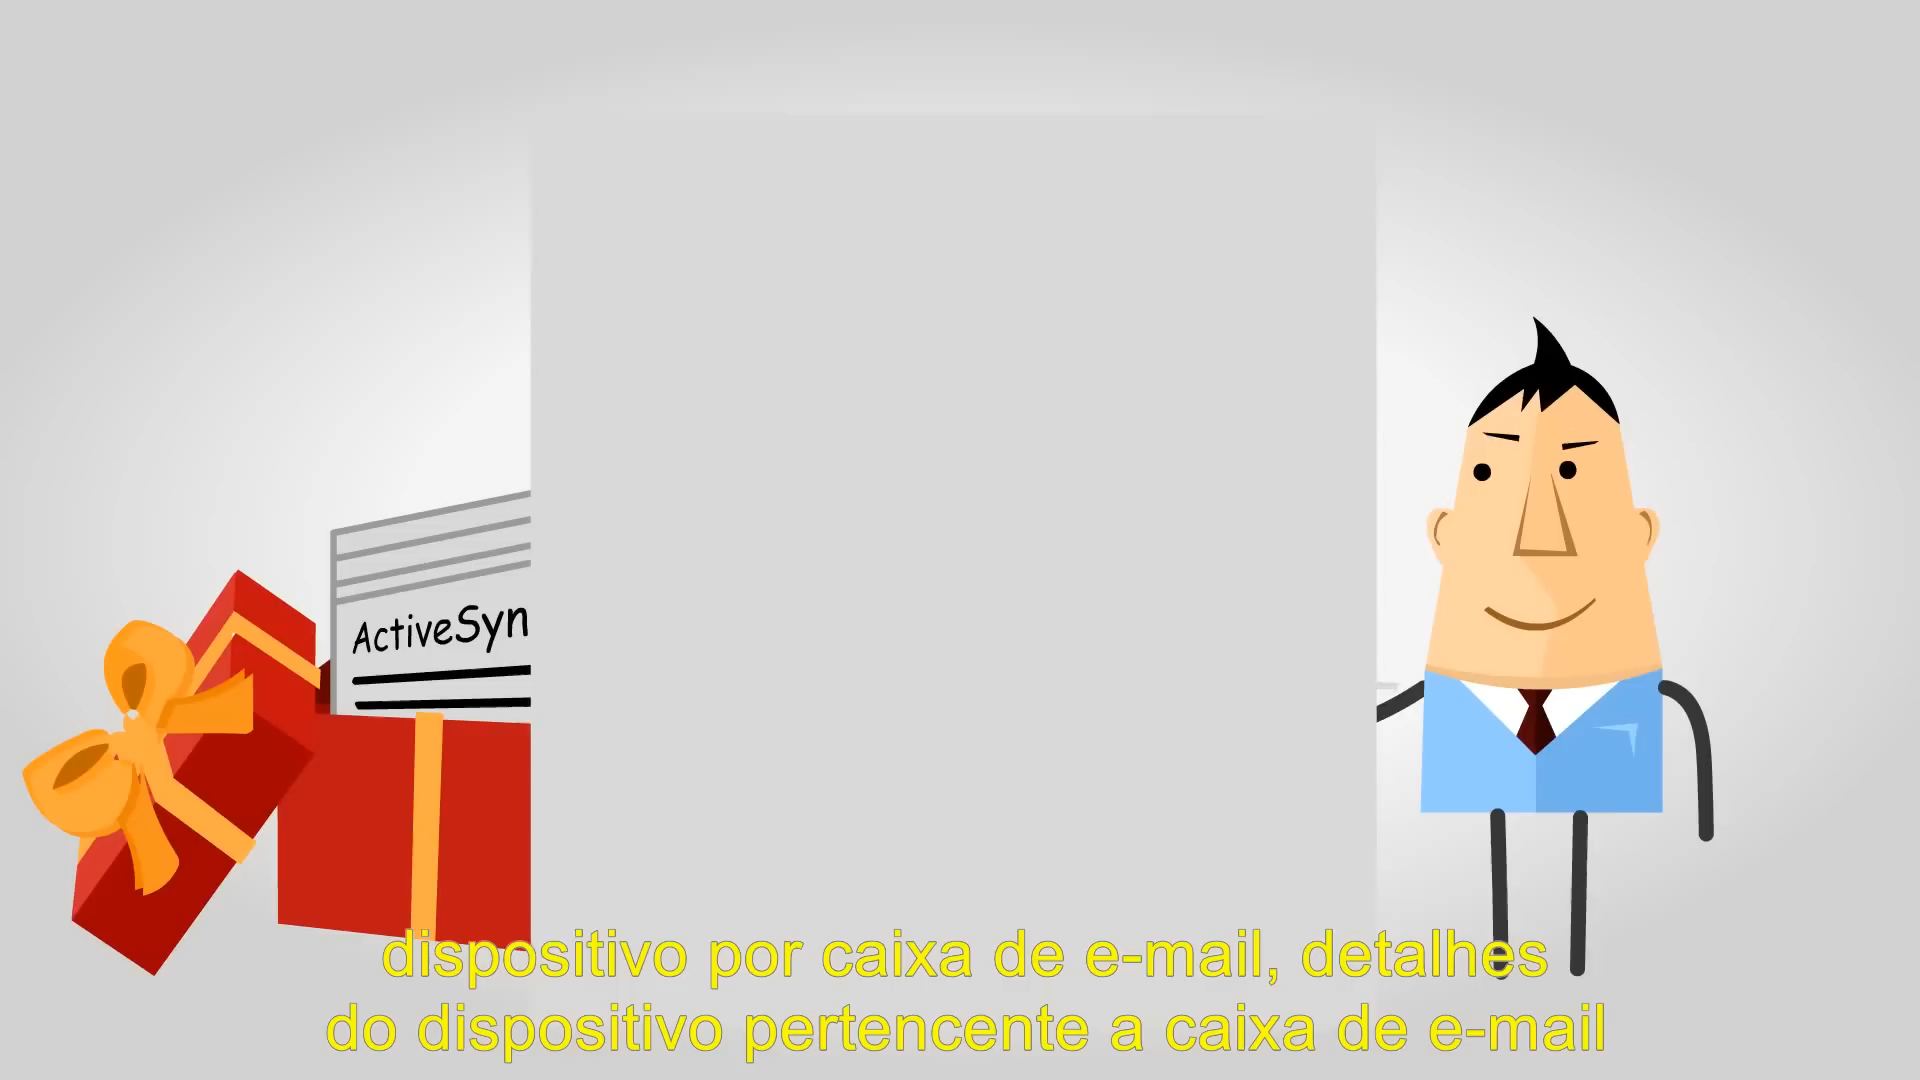 ActiveSyn
dispositivo por caixa de e-mail, detalhes
do dispositivo pertencente a caixa de e-mail